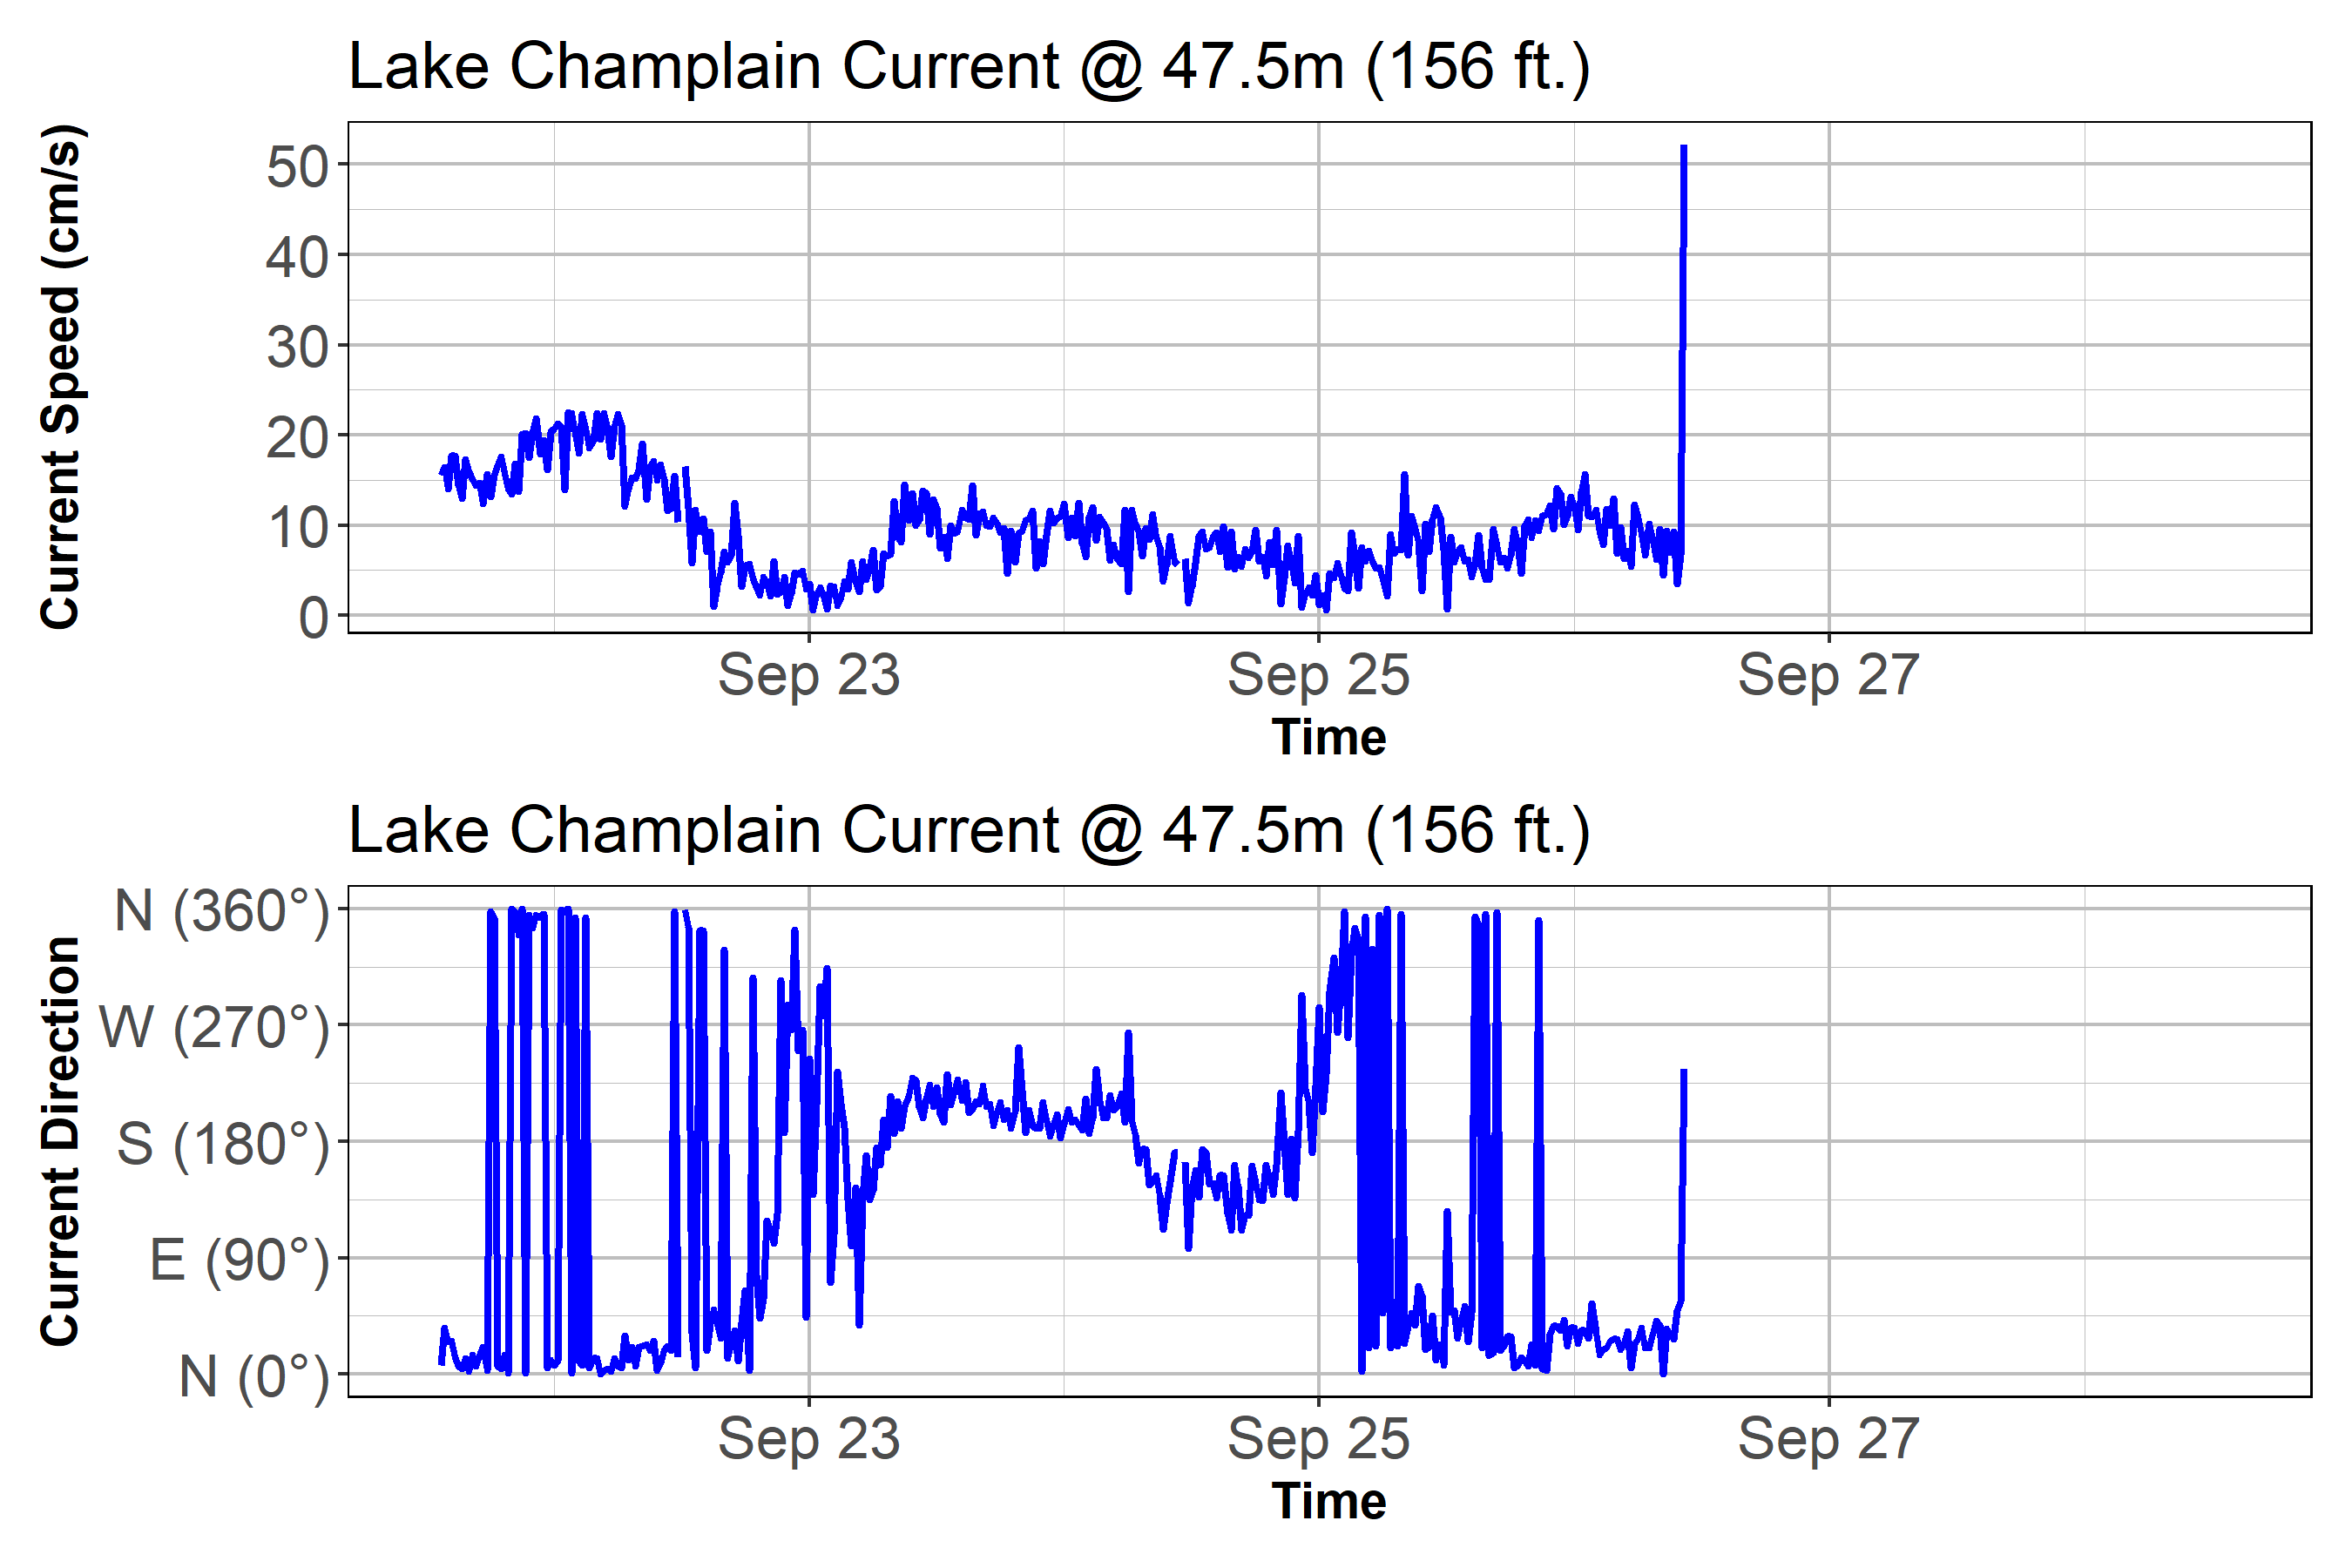 Lake Champlain Current @ 47.5m (156 ft.)
Current Speed (cm/s)
50
40
30
20
10
0
Sep 23 Sep 25 Sep 27
Time
Lake Champlain Current @ 47.5m (156 ft.)
Current Direction
N (360°)
W (270°)
S (180°)
E (90°)
N (0°)
Sep 23 Sep 25 Sep 27
Time